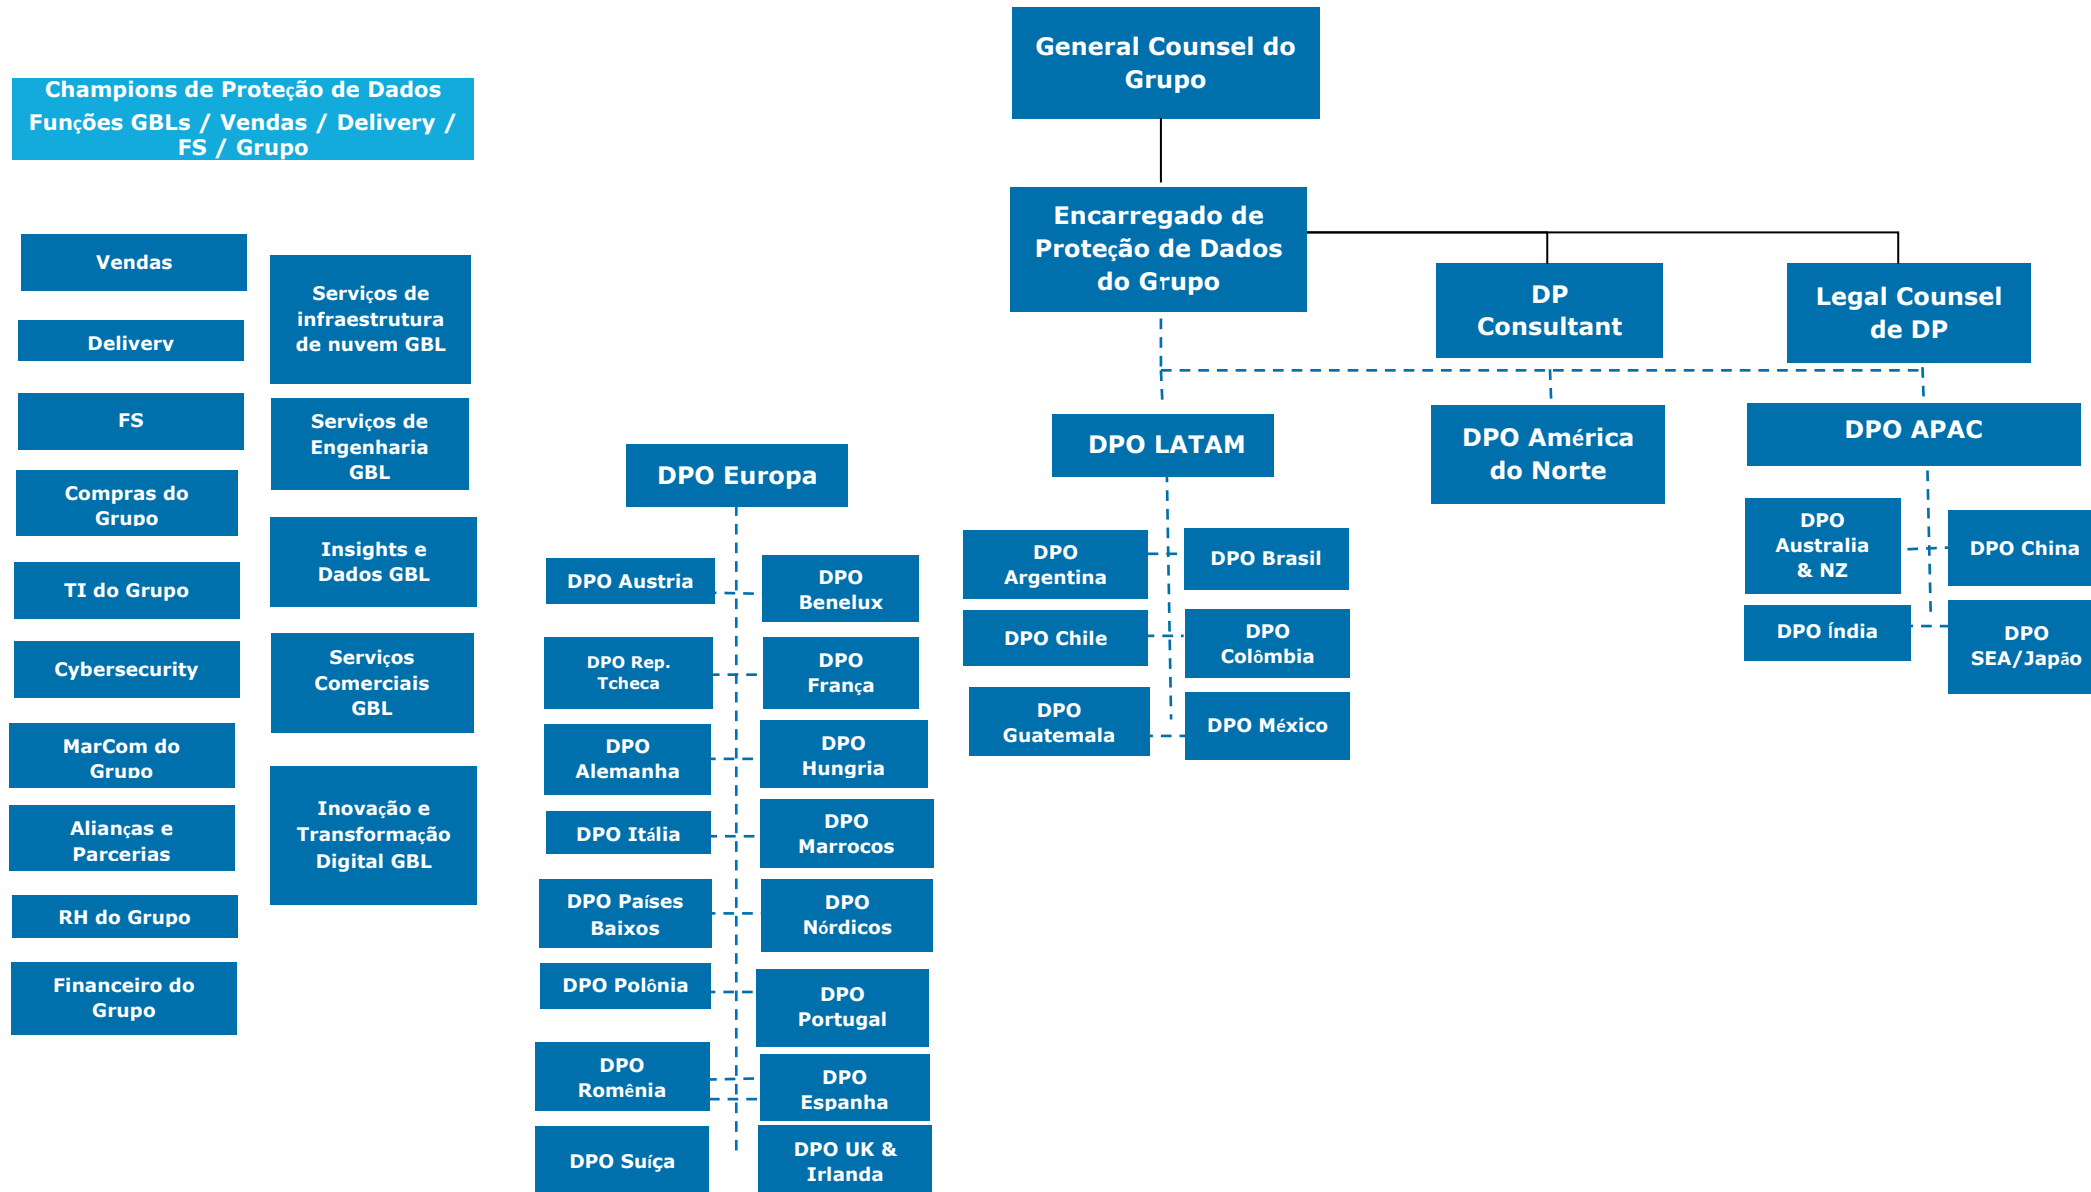 General Counsel do
Grupo
Champions de Proteção de Dados
Funções GBLs / Vendas / Delivery /
FS / Grupo
Encarregado de
Proteção de Dados
do Grupo
DP
Consultant
Legal Counsel
de DP
Vendas
Delivery
FS
Compras do
Grupo
TI do Grupo
Cybersecurity
MarCom do
Grupo
Alianças e
Parcerias
RH do Grupo
Financeiro do
Grupo
Serviços de
infraestrutura
de nuvem GBL
Serviços de
Engenharia
GBL
Insights e
Dados GBL
Serviços
Comerciais
GBL
Inovação e
Transformação
Digital GBL
DPO Europa
DPO Austria
DPO
Benelux
DPO Rep.
Tcheca
DPO
França
DPO
Alemanha
DPO
Hungria
DPO Itália
DPO
Marrocos
DPO Países
Baixos
DPO
Nórdicos
DPO Polônia
DPO
Portugal
DPO
Romênia
DPO
Espanha
DPO Suíça
DPO UK &
Irlanda
DPO LATAM
DPO
Argentina
DPO Brasil
DPO Chile
DPO
Colômbia
DPO
Guatemala
DPO México
DPO América
do Norte
DPO APAC
DPO
Australia
& NZ
DPO China
DPO Índia
DPO
SEA/Japão